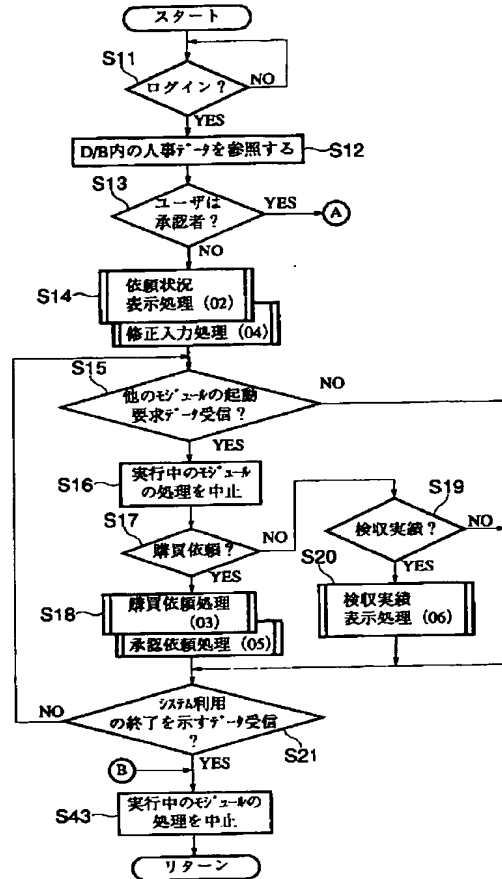 スタート
S11
ログイン?
NO
YES
D/B内の人事データを参照する
S12
S13
ユーザは
承認者?
YES
A
NO
S14
依頼状況
表示処理(02)
修正入力処理(04)
S15
他のモジュールの起動
要求データ受信?
NO
YES
S16
実行中のモジュール
の処理を中止
S17
購買依頼?
NO
YES
S19
検収実績?
NO
YES
S18
購買依頼処理
(03)
承認依頼処理(05)
S20
検収実績
表示処理(06)
NO
システム利用
の終了を示すデータ受信
?
S21
YES
B
S43
実行中のモジュールの
処理を中止
リターン